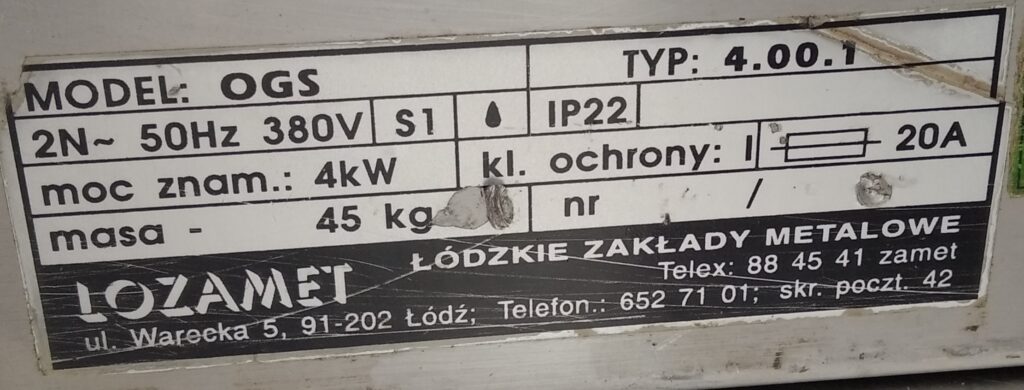 MODEL: OGS TYP: 4.00.1
2N~ 50Hz 380V S1 IP22
moc znam.: 4kW kl. ochrony: I 20A
masa - 45 kg nr /
ŁÓDZKIE ZAKŁADY METALOWE
LOZAMET Telex: 88 45 41 zamet
ul. Warecka 5, 91-202 Łódź; Telefon.: 652 71 01; skr. poczt. 42